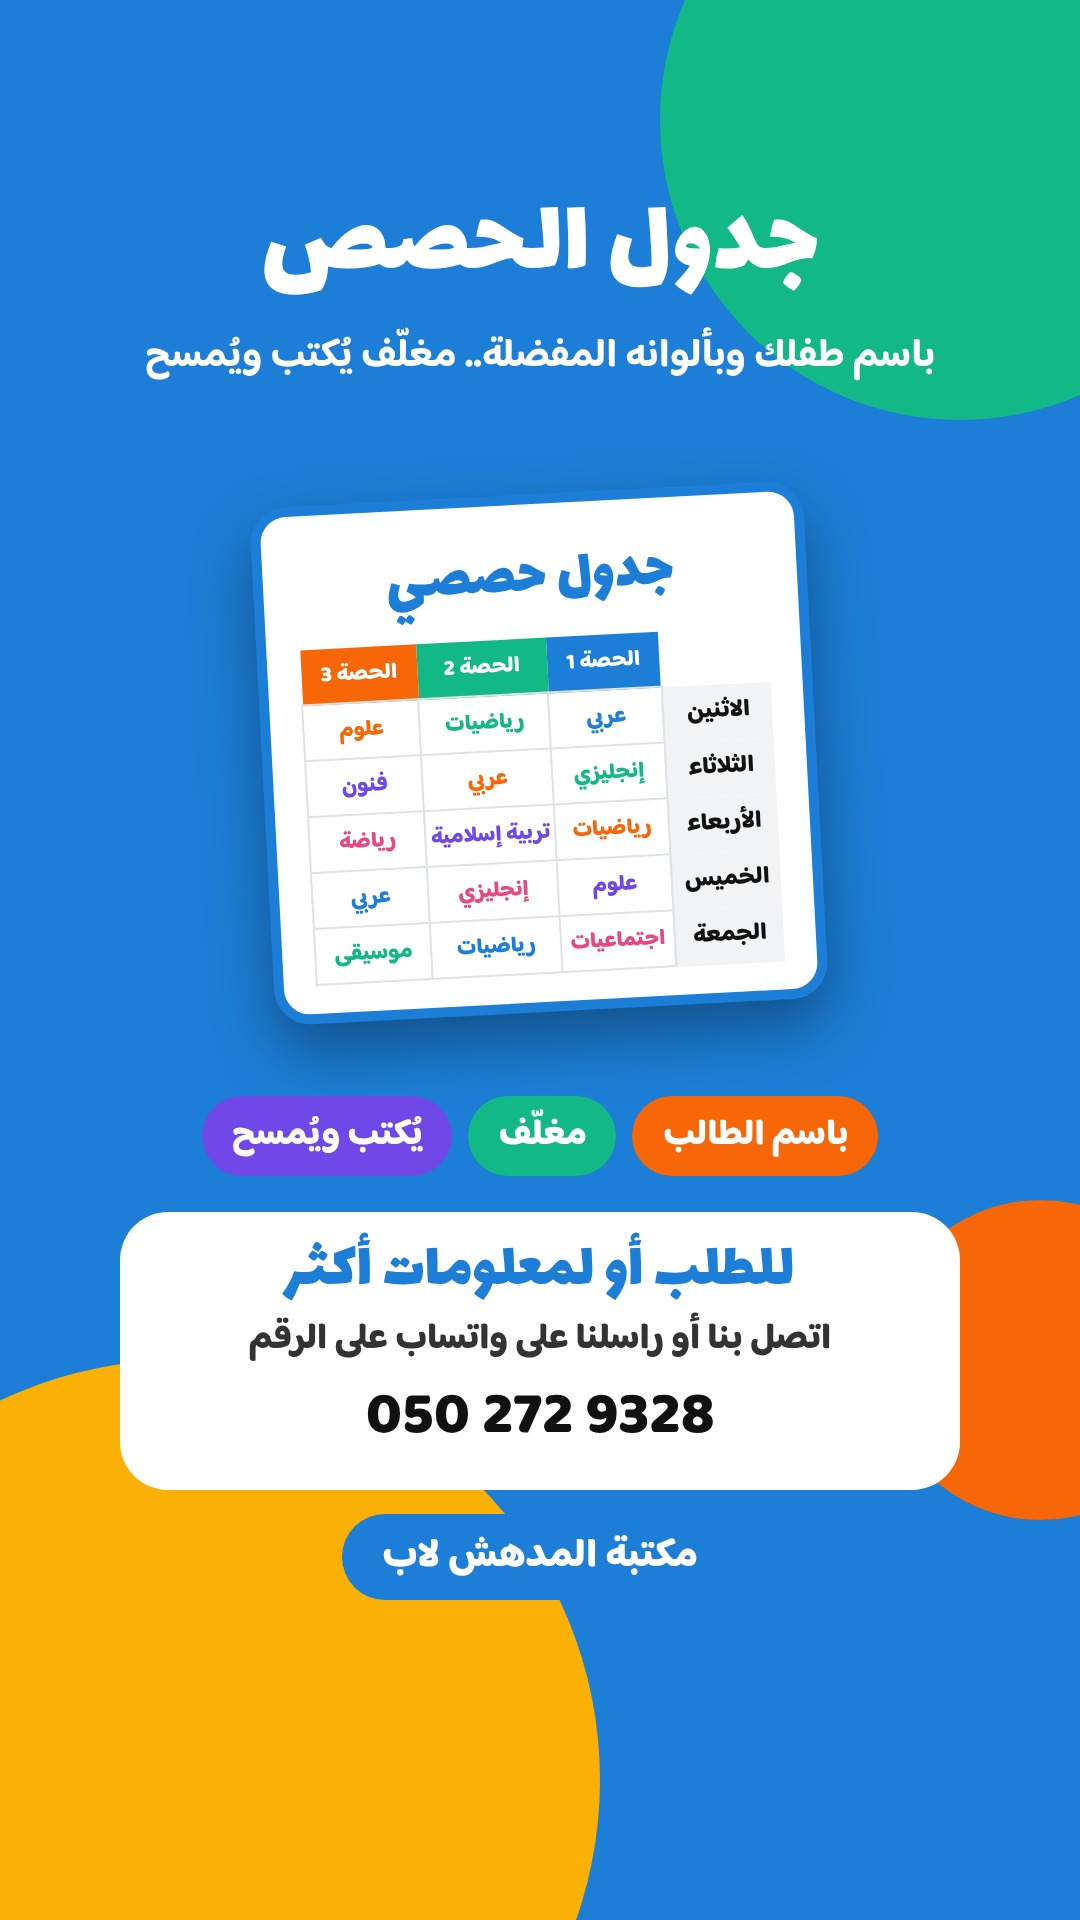 جدول الحصص
باسم طفلك وبألوانه المفضلة.. مغلّف يُكتب ويُمسح
جدول حصصي
الحصة 1 الحصة 2 الحصة 3
الاثنين عربي رياضيات علوم
الثلاثاء إنجليزي عربي فنون
الأربعاء رياضيات تربية إسلامية رياضة
الخميس علوم إنجليزي عربي
الجمعة اجتماعيات رياضيات موسيقى
باسم الطالب مغلّف يُكتب ويُمسح
للطلب أو لمعلومات أكثر
اتصل بنا أو راسلنا على واتساب على الرقم
050 272 9328
مكتبة المدهش لاب